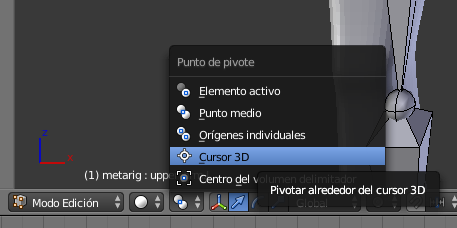 Punto de pivote
Elemento activo
Punto medio
Orígenes individuales
Cursor 3D
Centro del volumen delimitador
Pivotar alrededor del cursor 3D
z
x
(1) metarig : upp
Modo Edición
Global